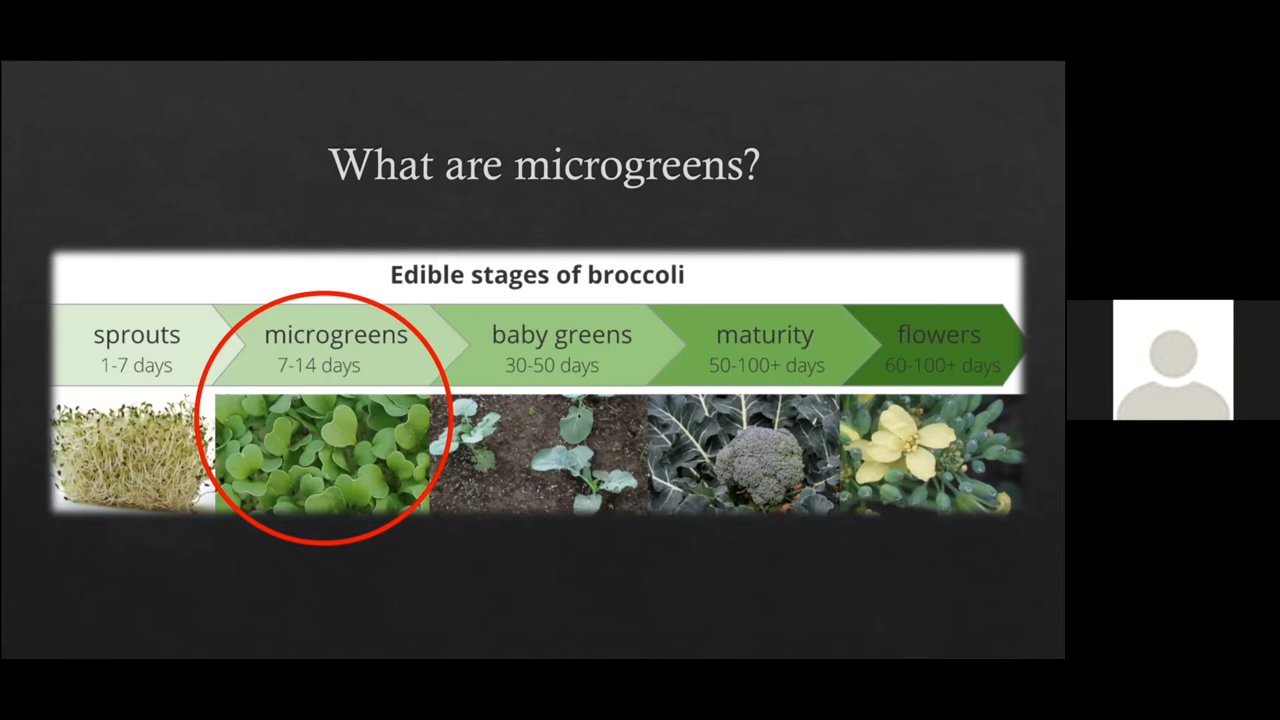 What are microgreens?
Edible stages of broccoli
sprouts
1-7 days
microgreens
7-14 days
baby greens
30-50 days
maturity
50-100+ days
flowers
60-100+ days